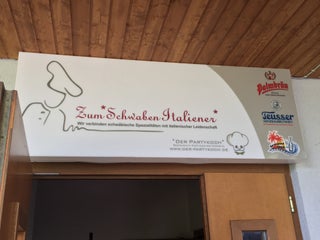 Zum*Schwaben Italiener*
Wir verbinden schwäbische Spezialitäten mit italienischer Leidenschaft
"DER PARTYKOCH"
WWW.DER-PARTYKOCH.DE
Palmbräu
Teusser